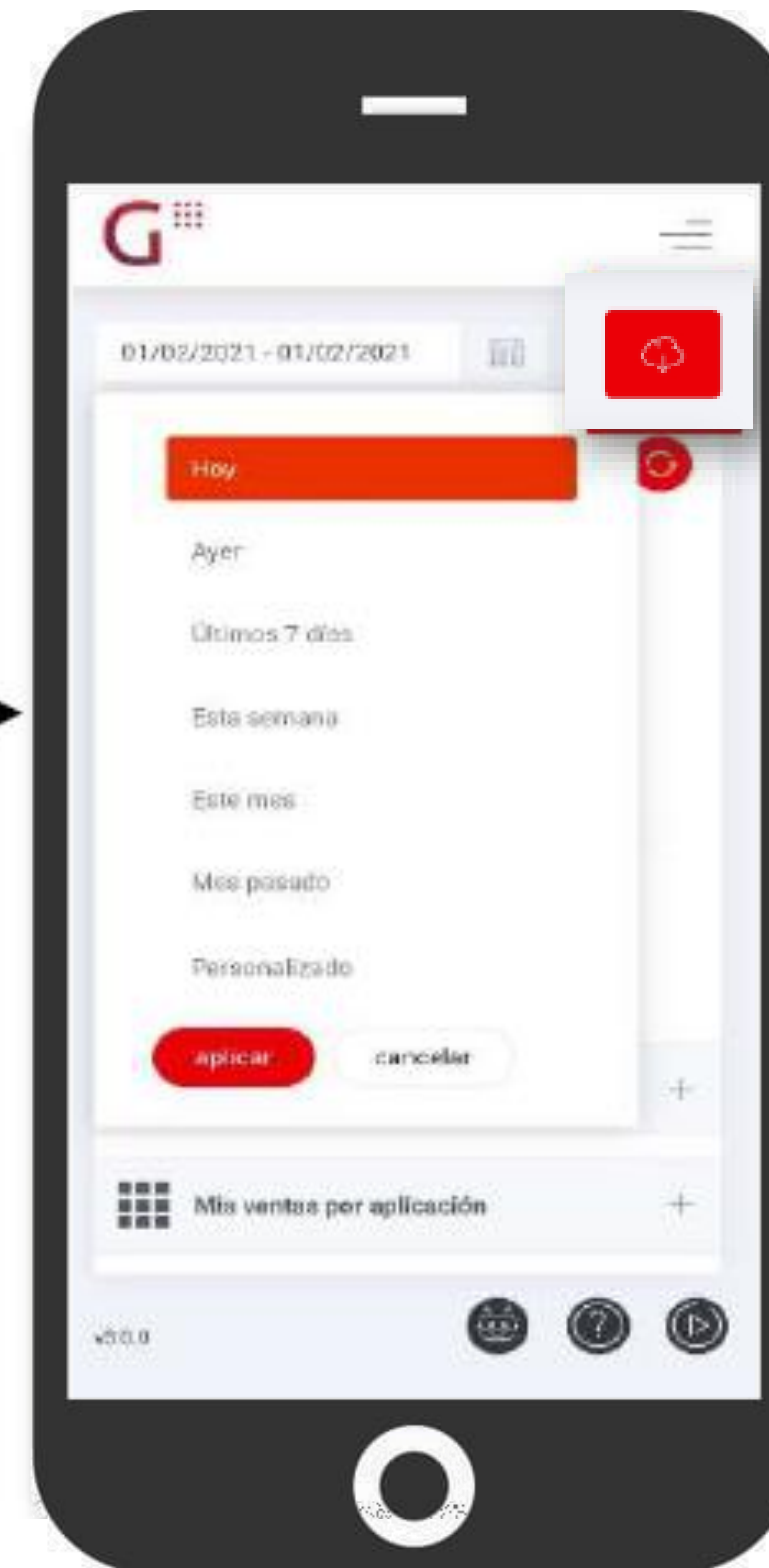 G
01/02/2021 - 01/02/2021
Hoy
Ayer
Últimos 7 días
Esta semana
Este mes
Mes pasado
Personalizado
aplicar cancelar
Mis ventas por aplicación